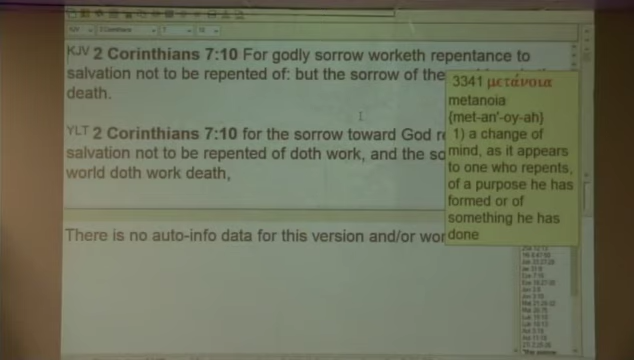 KJV 2 Corinthians 7:10 For godly sorrow worketh repentance to
salvation not to be repented of: but the sorrow of the
death.
YLT 2 Corinthians 7:10 for the sorrow toward God
salvation not to be repented of doth work, and the
world doth work death,
There is no auto-info data for this version and/or
3341 μετάνοια
metanoia
{met-an'-oy-ah}
1) a change of
mind, as it appears
to one who repents,
of a purpose he has
formed or of
something he has
done